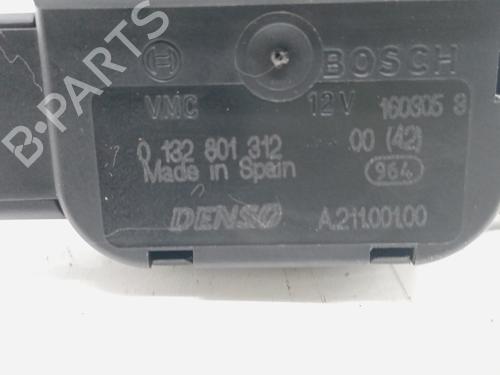 BOSCH
VMC 12V 160305 3
0 132 801 312 00 (42)
Made in Spain 964
DENSO A.211.001.00
B-PARTS